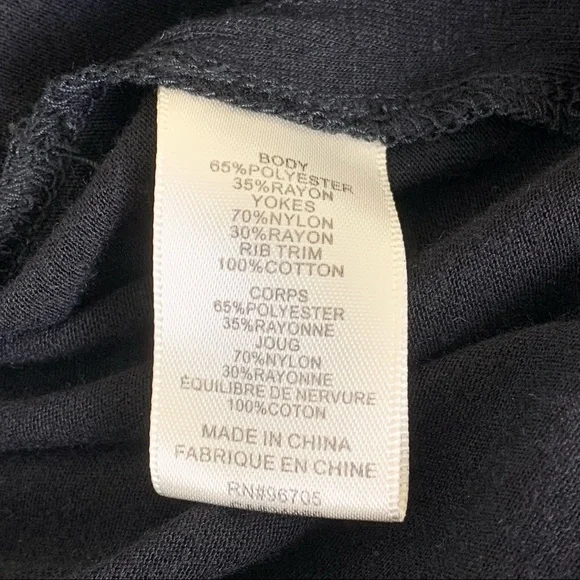 BODY
65%POLYESTER
35%RAYON
YOKES
70%NYLON
30%RAYON
RIB TRIM
100%COTTON
CORPS
65%POLYESTER
35%RAYONNE
JOUG
70%NYLON
30%RAYONNE
ÉQUILIBRE DE NERVURE
100%COTON
MADE IN CHINA
FABRIQUE EN CHINE
RN#96705